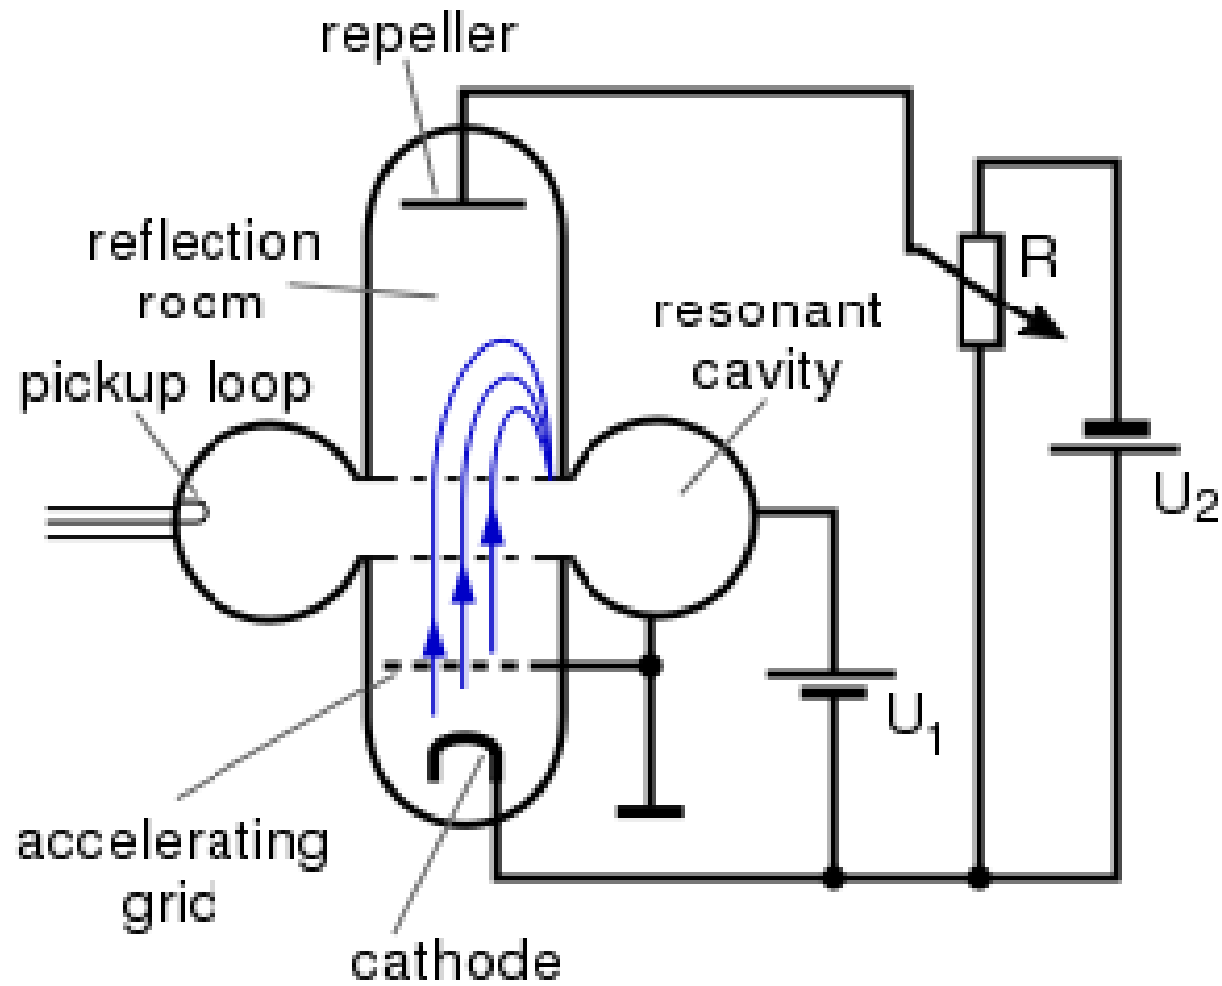 repeller
reflection
room
R
resonant
cavity
pickup loop
U2
U1
accelerating
grid
cathode